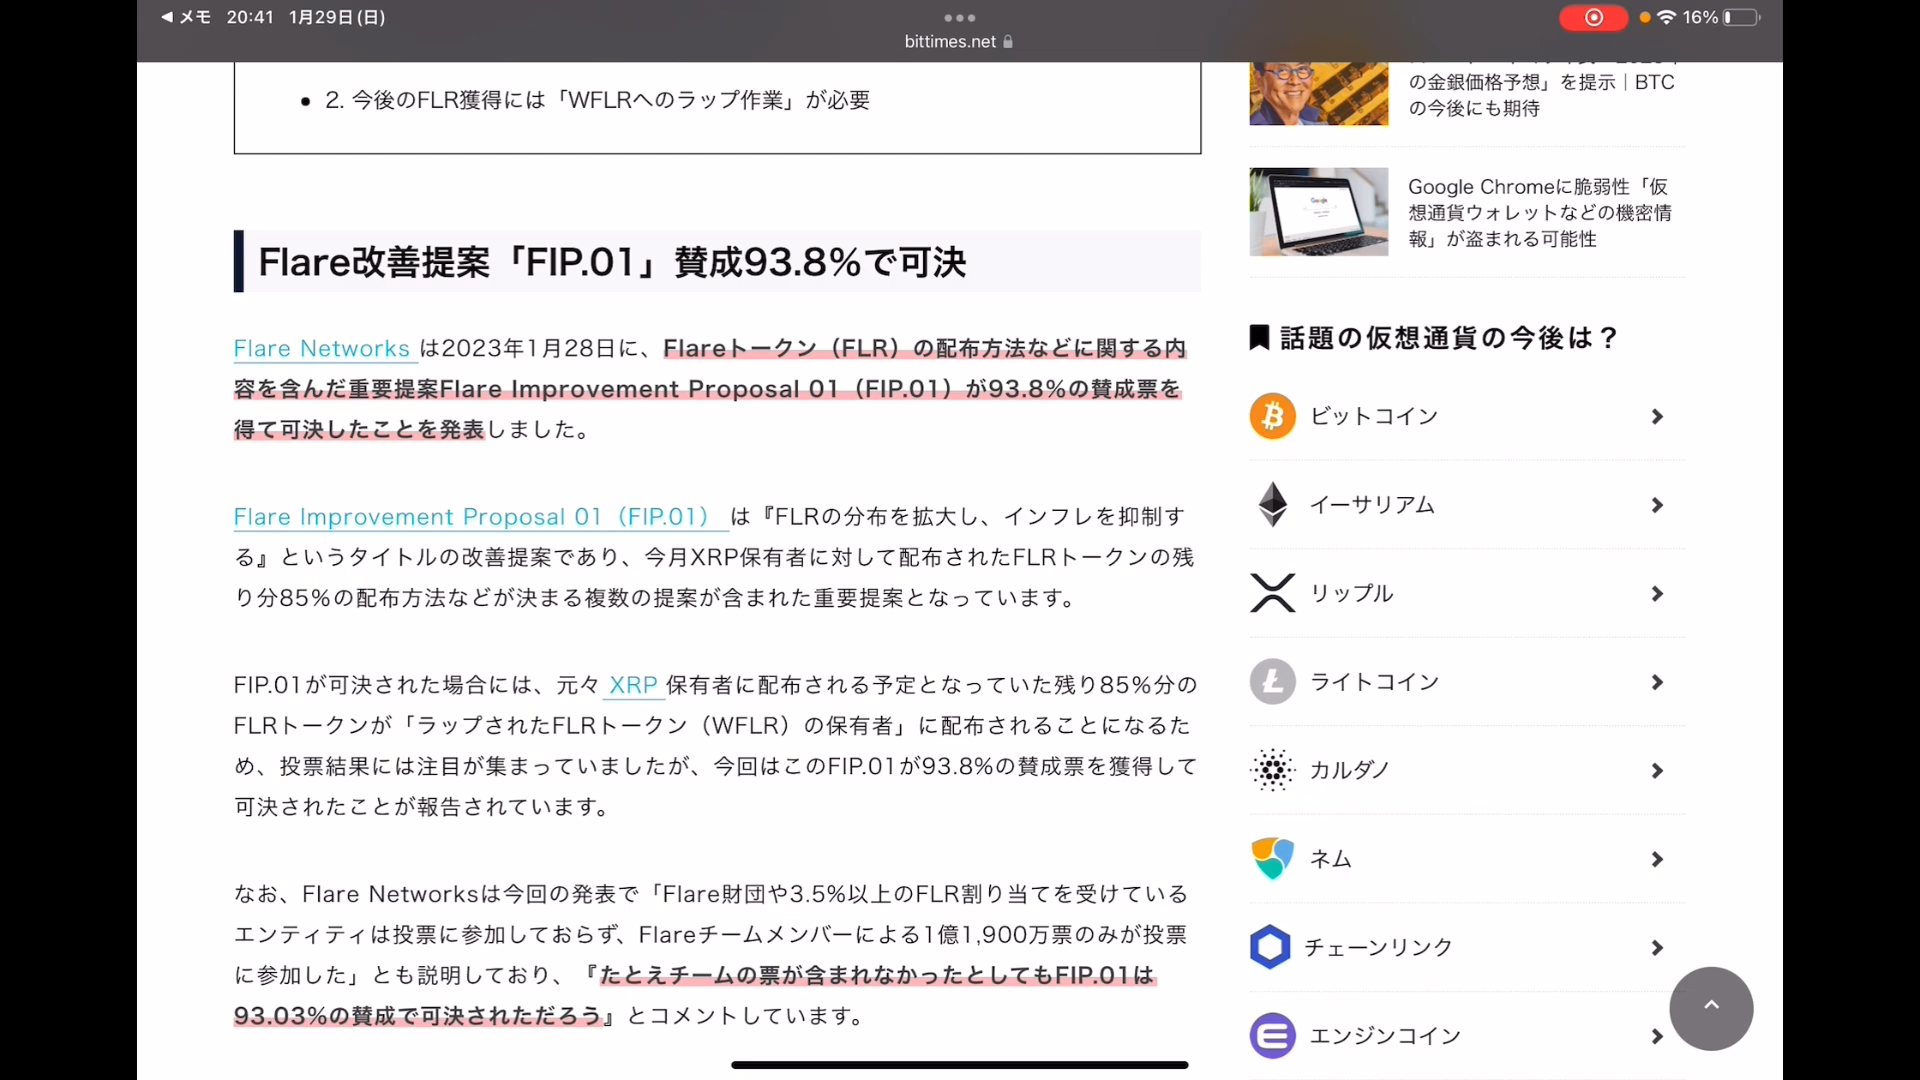 メモ 20:41 1月29日(日)
16%
bittimes.net
2. 今後のFLR獲得には「WFLRへのラップ作業」が必要
Flare改善提案「FIP.01」賛成93.8%で可決
Flare Networks は2023年1月28日に、Flareトークン（FLR）の配布方法などに関する内
容を含んだ重要提案Flare Improvement Proposal 01（FIP.01）が93.8%の賛成票を
得て可決したことを発表しました。
Flare Improvement Proposal 01（FIP.01） は『FLRの分布を拡大し、インフレを抑制す
る』というタイトルの改善提案であり、今月XRP保有者に対して配布されたFLRトークンの残
り分85%の配布方法などが決まる複数の提案が含まれた重要提案となっています。
FIP.01が可決された場合には、元々 XRP 保有者に配布される予定となっていた残り85%分の
FLRトークンが「ラップされたFLRトークン（WFLR）の保有者」に配布されることになるた
め、投票結果には注目が集まっていましたが、今回はこのFIP.01が93.8%の賛成票を獲得して
可決されたことが報告されています。
なお、Flare Networksは今回の発表で「Flare財団や3.5%以上のFLR割り当てを受けている
エンティティは投票に参加しておらず、Flareチームメンバーによる1億1,900万票のみが投票
に参加した」とも説明しており、『たとえチームの票が含まれなかったとしてもFIP.01は
93.03%の賛成で可決されただろう』とコメントしています。
の金銀価格予想」を提示｜BTC
の今後にも期待
Google Chromeに脆弱性「仮
想通貨ウォレットなどの機密情
報」が盗まれる可能性
話題の仮想通貨の今後は？
ビットコイン
イーサリアム
リップル
ライトコイン
カルダノ
ネム
チェーンリンク
エンジンコイン